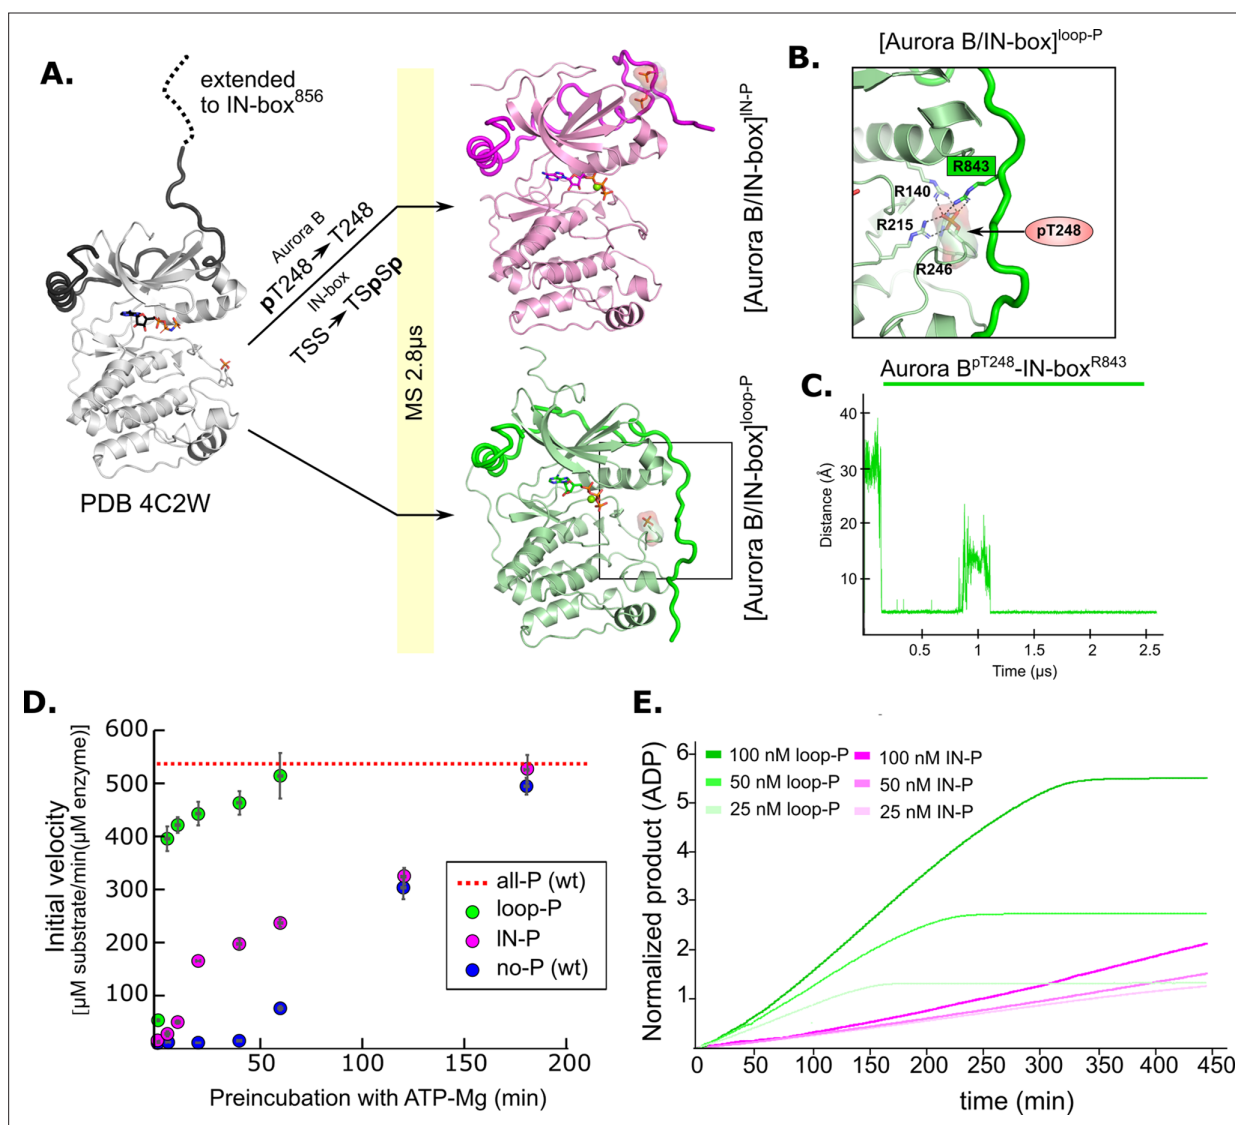 A.
extended
to IN-box856
Aurora B
pT248 → T248
IN-box
TSS → TSpSp
MS 2.8µs
PDB 4C2W
[Aurora B/IN-box]IN-P
[Aurora B/IN-box]loop-P
B.
[Aurora B/IN-box]loop-P
R843
R140
R215
pT248
R246
Aurora BpT248-IN-boxR843
C.
Distance (Å)
40
30
20
10
0.5 1 1.5 2 2.5
Time (µs)
D.
Initial velocity
[µM substrate/min(µM enzyme)]
600
500
400
300
200
100
50 100 150 200
Preincubation with ATP-Mg (min)
all-P (wt)
loop-P
IN-P
no-P (wt)
E.
Normalized product (ADP)
6
5
4
3
2
1
100 nM loop-P 100 nM IN-P
50 nM loop-P 50 nM IN-P
25 nM loop-P 25 nM IN-P
0 50 100 150 200 250 300 350 400 450
time (min)